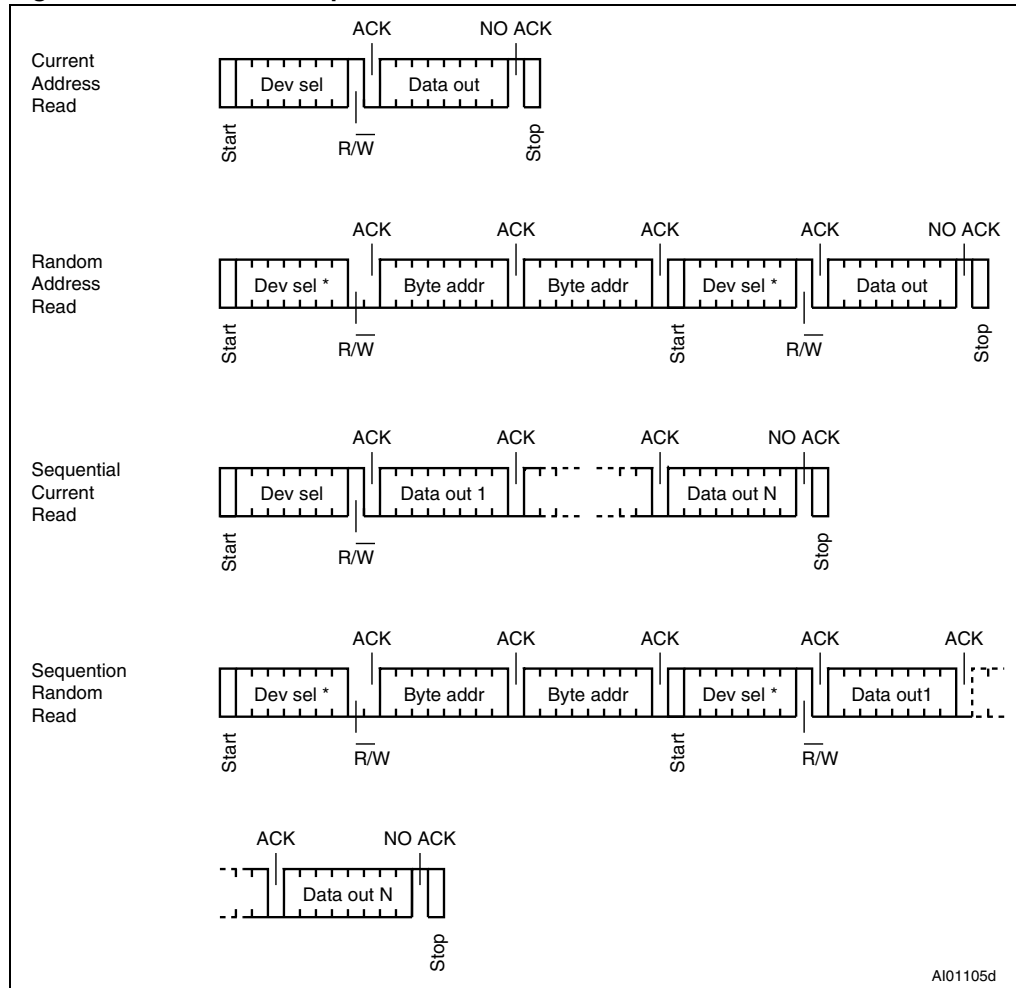 ACK NO ACK
Current
Address
Read
Dev sel Data out
Start R/W Stop
ACK ACK ACK ACK NO ACK
Random
Address
Read
Dev sel * Byte addr Byte addr Dev sel * Data out
Start R/W Start R/W Stop
ACK ACK ACK NO ACK
Sequential
Current
Read
Dev sel Data out 1 Data out N
Start R/W Stop
ACK ACK ACK ACK ACK
Sequention
Random
Read
Dev sel * Byte addr Byte addr Dev sel * Data out1
Start R/W Start R/W
ACK NO ACK
Data out N
Stop
AI01105d